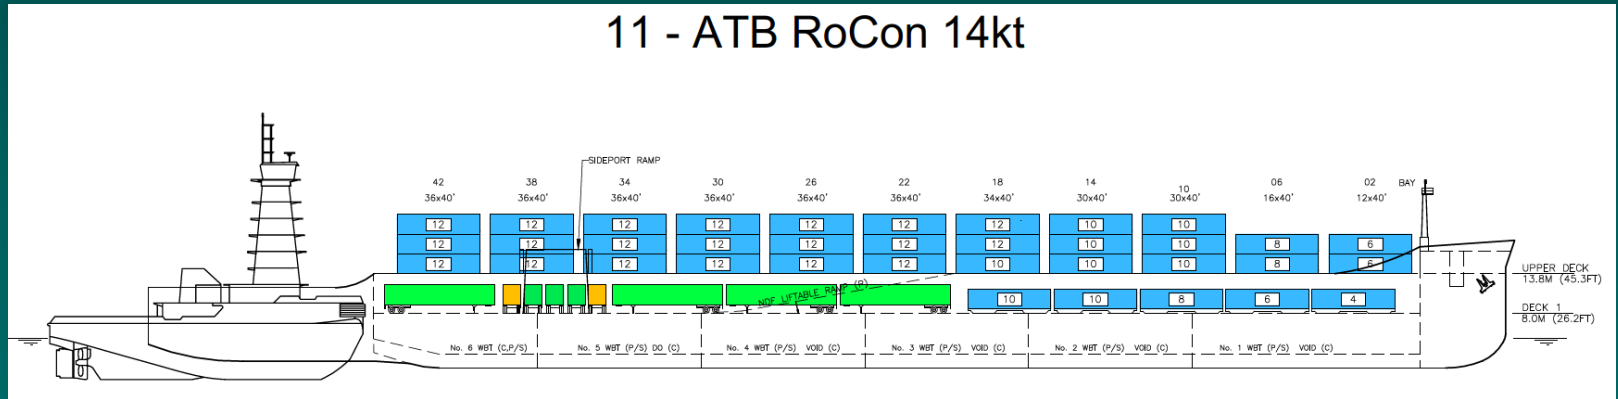 11 - ATB RoCon 14kt
SIDEPORT RAMP
42 38 34 30 26 22 18 14 10 06 02 BAY
36x40' 36x40' 36x40' 36x40' 36x40' 36x40' 34x40' 30x40' 30x40' 16x40' 12x40'
12 12 12 12 12 12 12 10 10
12 12 12 12 12 12 12 10 10 8 6
12 12 12 12 12 12 10 10 10 8 6
UPPER DECK
13.8M (45.3FT)
NDF LIFTABLE RAMP (P)
10 10 8 6 4
DECK 1
8.0M (26.2FT)
No. 6 WBT (C,P/S) No. 5 WBT (P/S) DO (C) No. 4 WBT (P/S) VOID (C) No. 3 WBT (P/S) VOID (C) No. 2 WBT (P/S) VOID (C) No. 1 WBT (P/S) VOID (C)